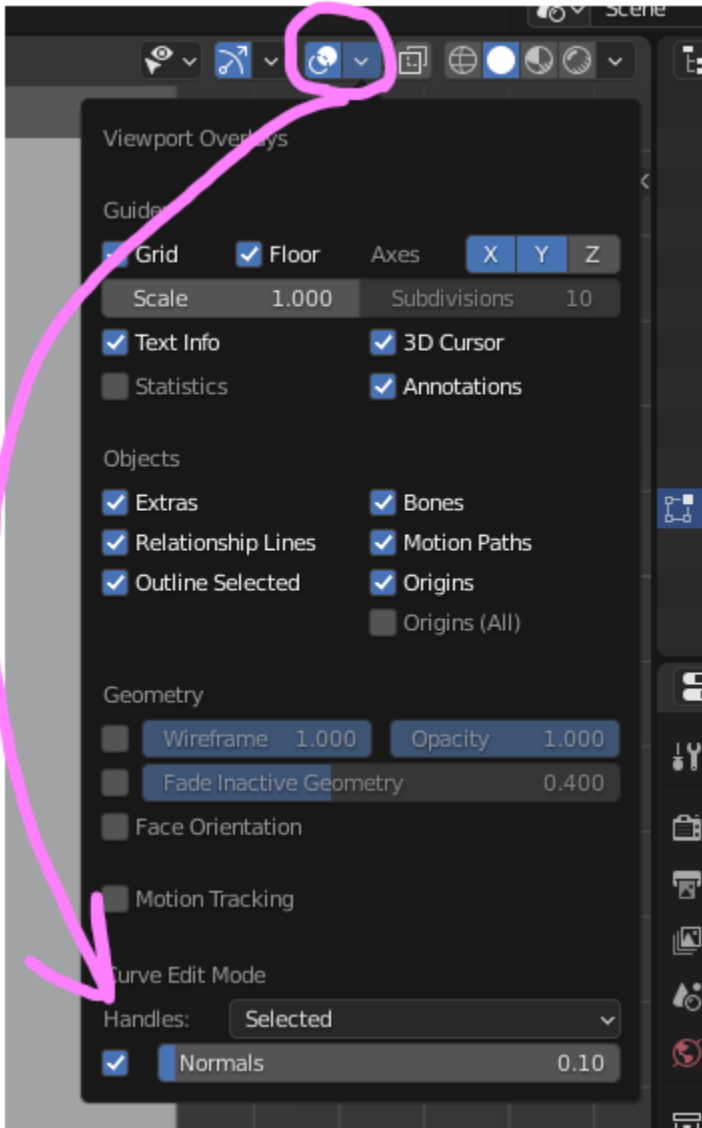 Scene
Viewport Overlays
Guides
Grid Floor Axes X Y Z
Scale 1.000 Subdivisions 10
Text Info 3D Cursor
Statistics Annotations
Objects
Extras Bones
Relationship Lines Motion Paths
Outline Selected Origins
Origins (All)
Geometry
Wireframe 1.000 Opacity 1.000
Fade Inactive Geometry 0.400
Face Orientation
Motion Tracking
Curve Edit Mode
Handles: Selected
Normals 0.10